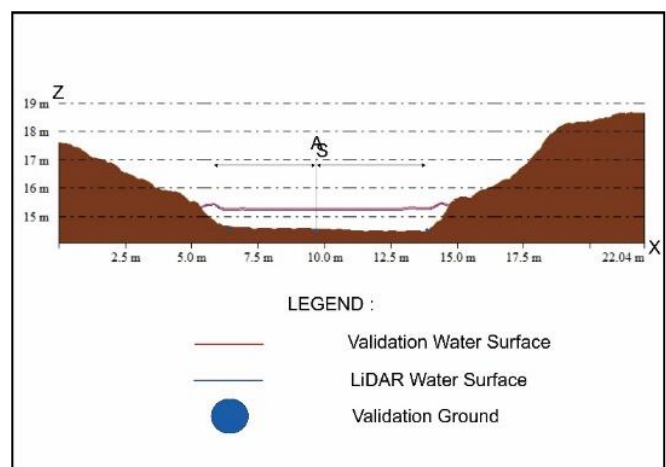 Z
19 m
18 m
17 m
16 m
15 m
A
S
X
2.5 m 5.0 m 7.5 m 10.0 m 12.5 m 15.0 m 17.5 m 22.04 m
LEGEND :
Validation Water Surface
LiDAR Water Surface
Validation Ground